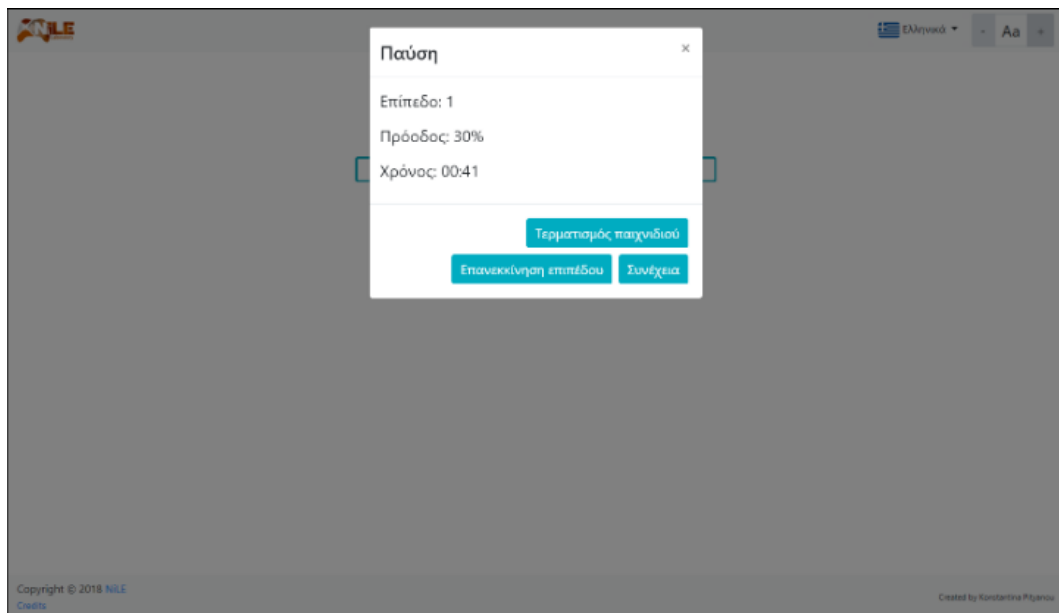 NiLE
Ελληνικά
- Aa +
Παύση ×
Επίπεδο: 1
Πρόοδος: 30%
Χρόνος: 00:41
Τερματισμός παιχνιδιού
Επανεκκίνηση επιπέδου Συνέχεια
Copyright © 2018 NiLE
Credits
Created by Konstantina Pityanou